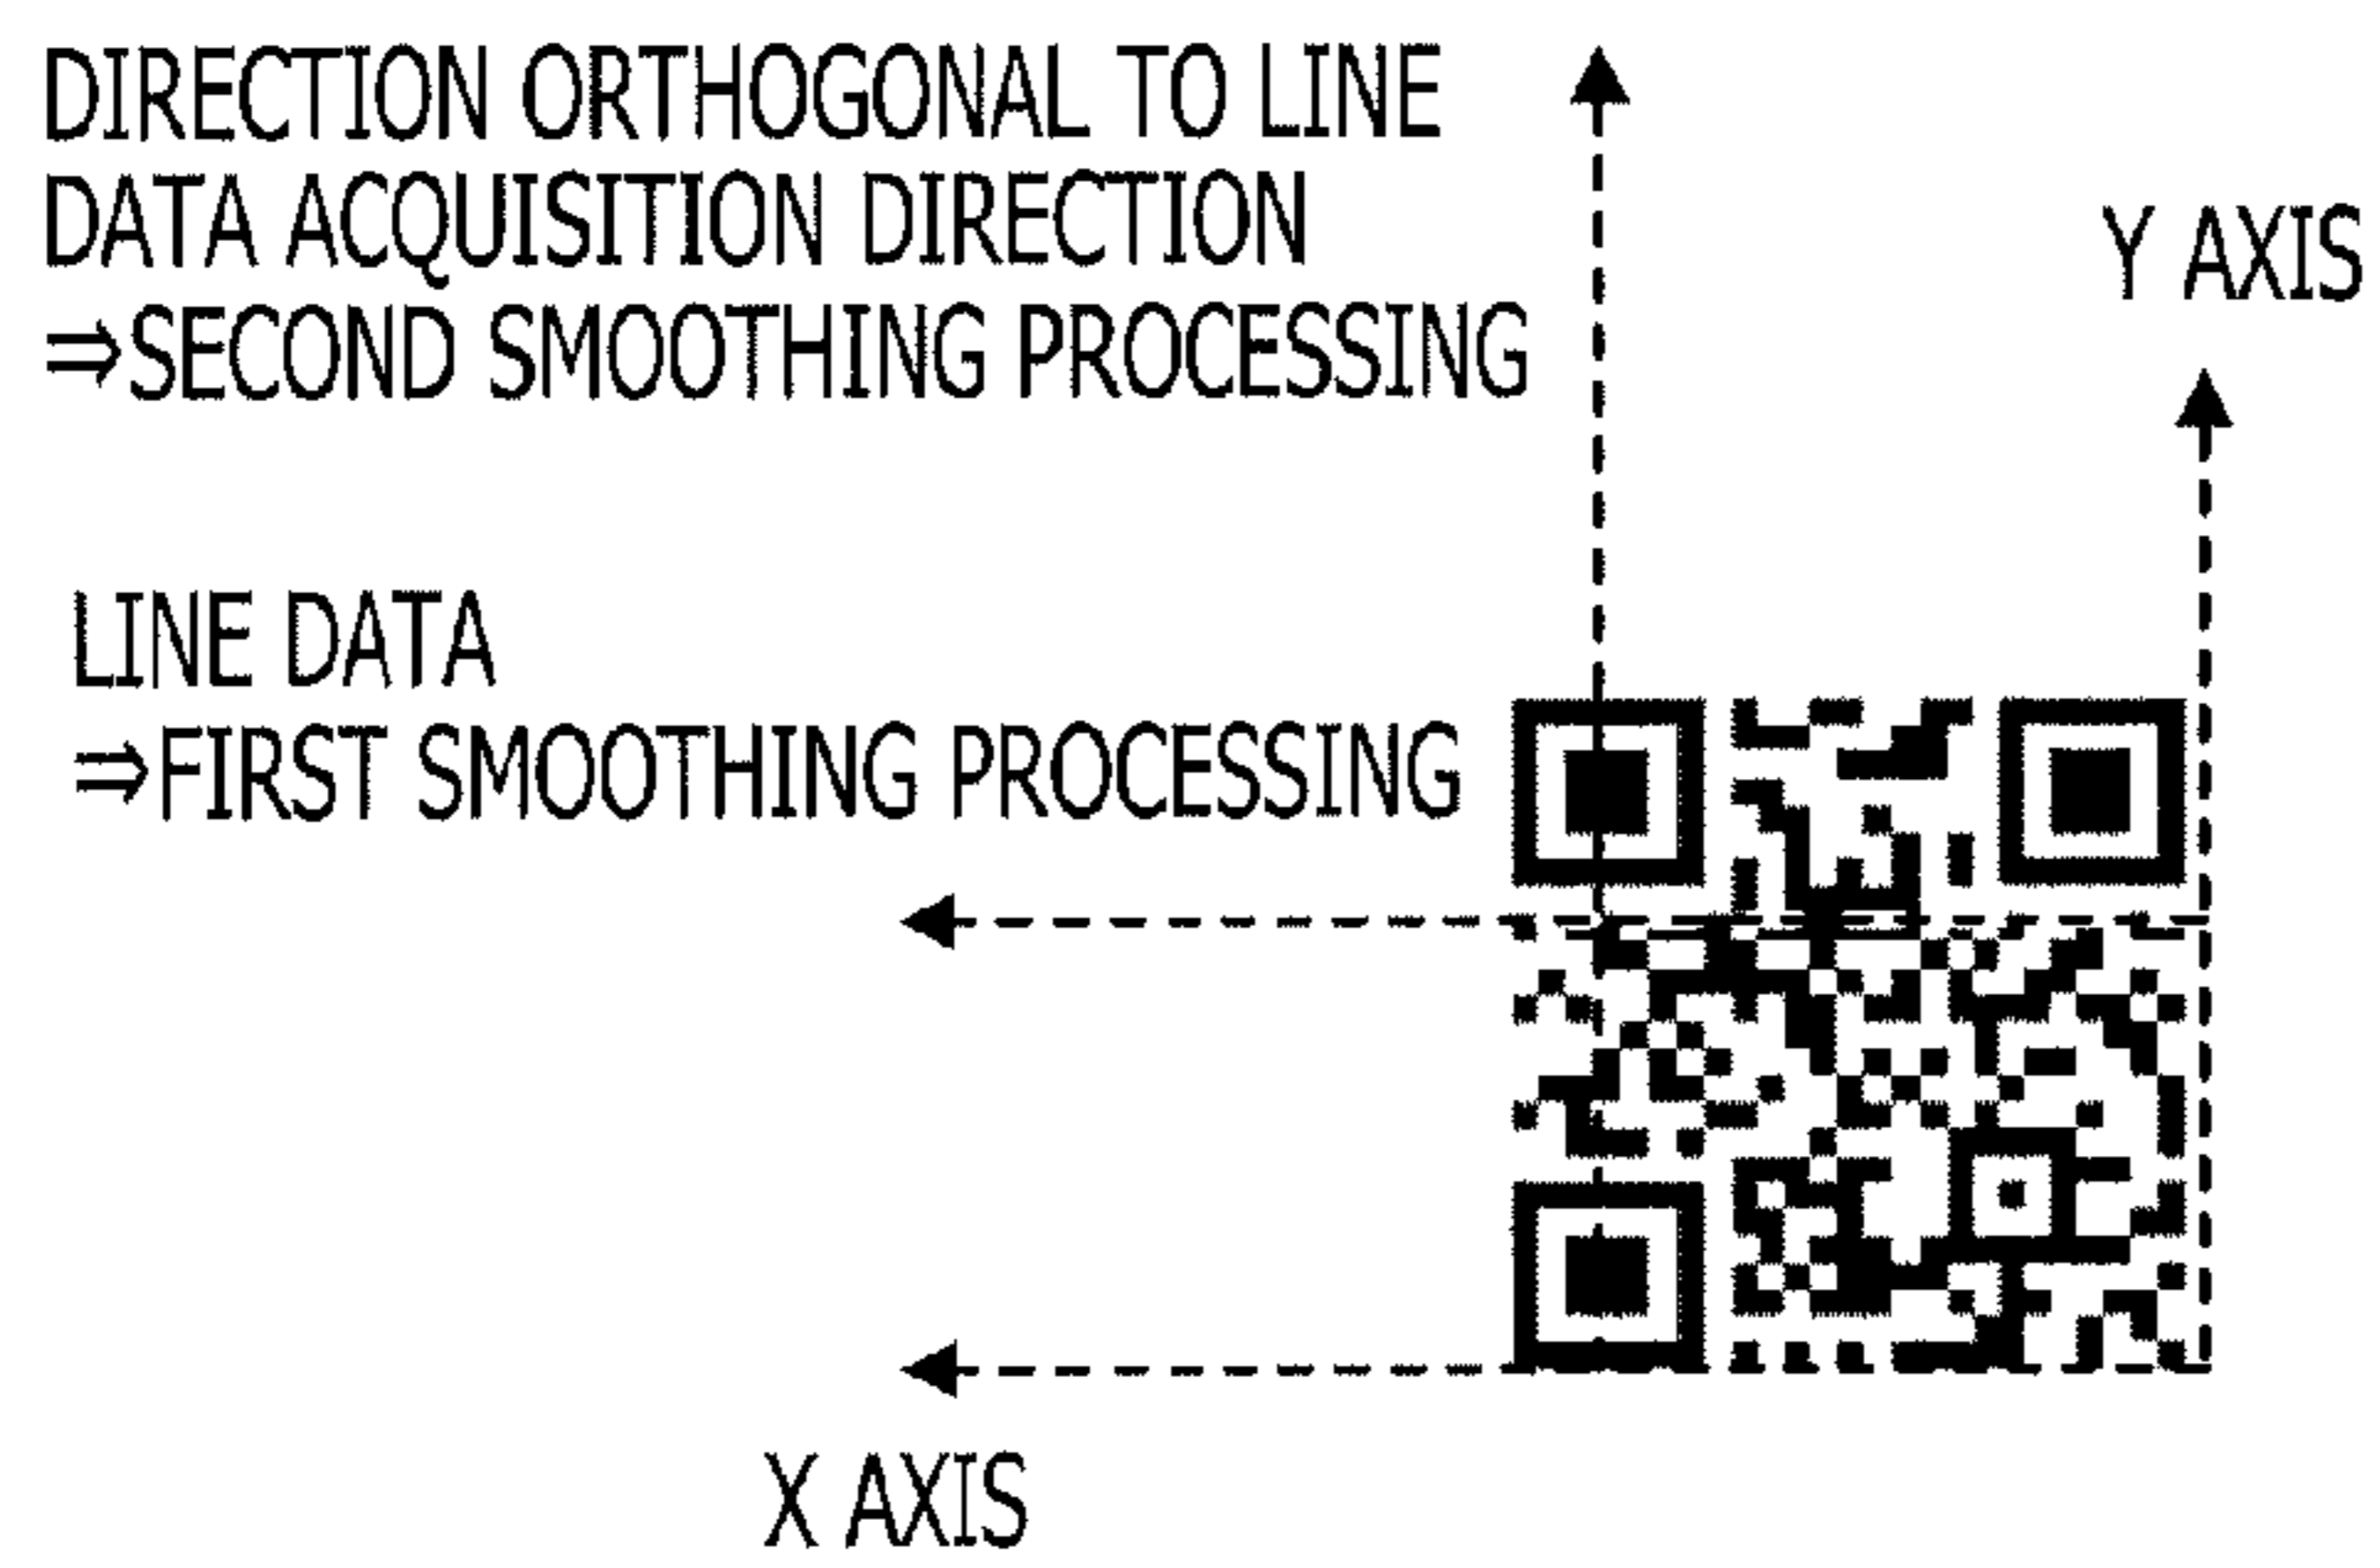 DIRECTION ORTHOGONAL TO LINE
DATA ACQUISITION DIRECTION
⇒SECOND SMOOTHING PROCESSING
Y AXIS
LINE DATA
⇒FIRST SMOOTHING PROCESSING
X AXIS